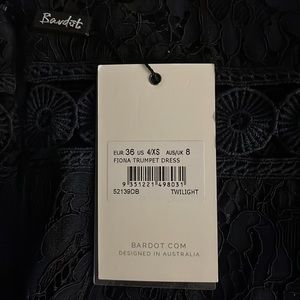 Bardot
EUR 36 US 4/XS AUS/UK 8
FIONA TRUMPET DRESS
9 351221 498031
52139DB TWILIGHT
BARDOT.COM
DESIGNED IN AUSTRALIA